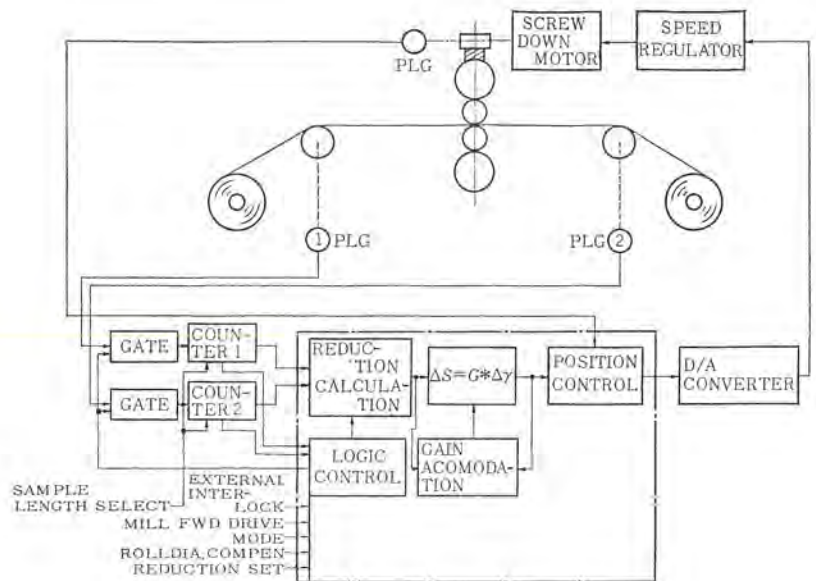 SCREW
DOWN
MOTOR
SPEED
REGULATOR
PLG
1 PLG
PLG 2
GATE
COUN-
TER 1
GATE
COUN-
TER 2
REDUC-
TION
CALCULA-
TION
ΔS=G*Δγ
POSITION
CONTROL
D/A
CONVERTER
LOGIC
CONTROL
GAIN
ACOMODA-
TION
SAMPLE
LENGTH SELECT
EXTERNAL
INTER-
LOCK
MILL FWD DRIVE
MODE
ROLLDIA,COMPEN
REDUCTION SET